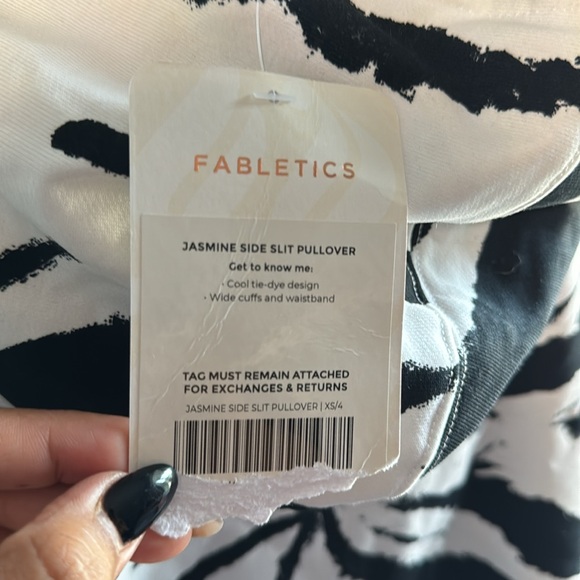 FABLETICS
JASMINE SIDE SLIT PULLOVER
Get to know me:
• Cool tie-dye design
• Wide cuffs and waistband
TAG MUST REMAIN ATTACHED
FOR EXCHANGES & RETURNS
JASMINE SIDE SLIT PULLOVER | XS/4